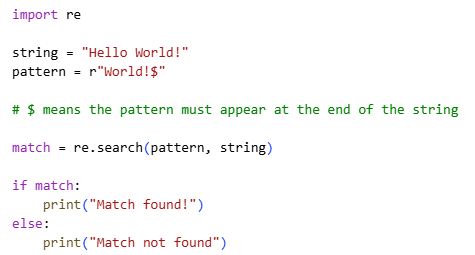 import re

string = "Hello World!"
pattern = r"World!$"

# $ means the pattern must appear at the end of the string

match = re.search(pattern, string)

if match:
    print("Match found!")
else:
    print("Match not found")